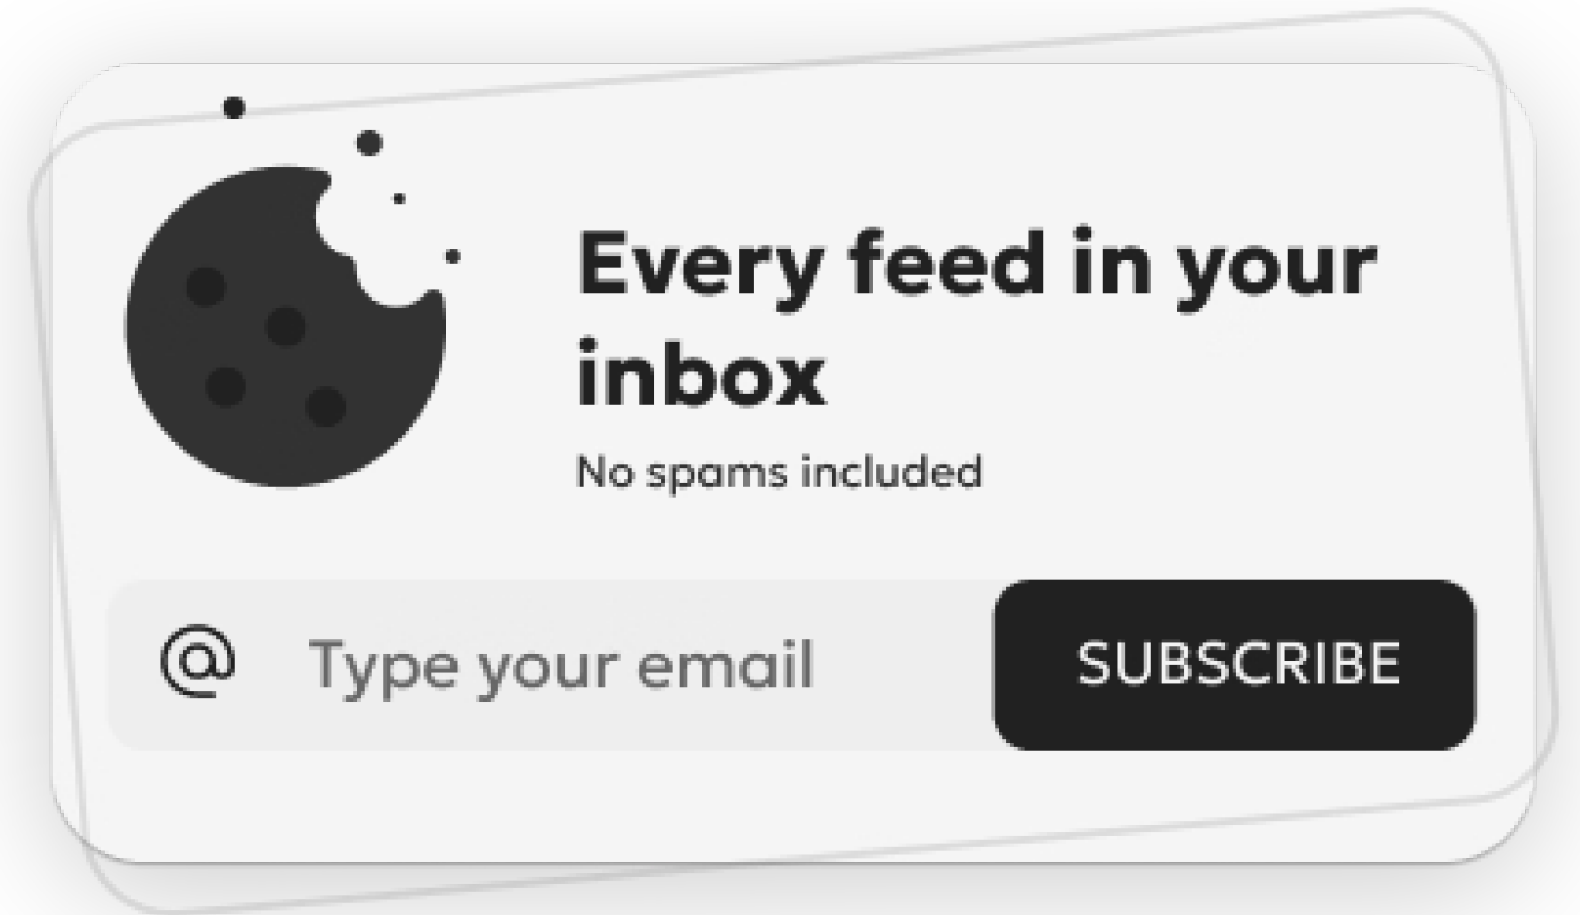 Every feed in your
inbox
No spams included
@ Type your email
SUBSCRIBE